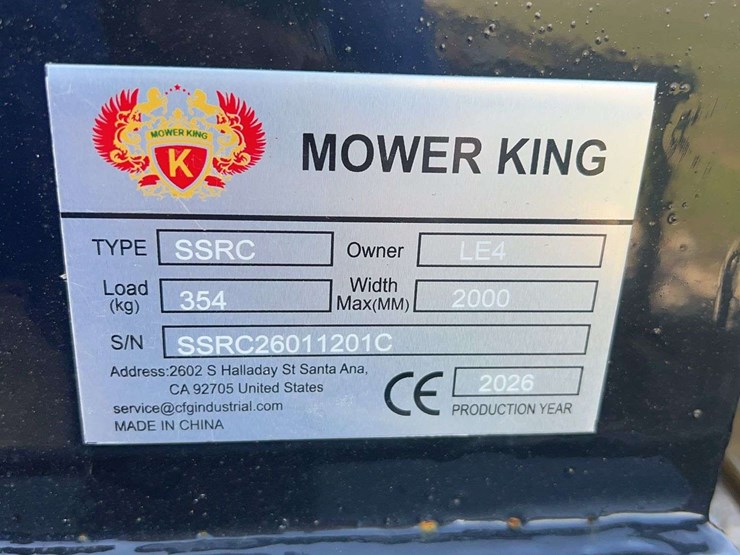 MOWER KING
K
MOWER KING
TYPE SSRC Owner LE4
Load (kg) 354 Width Max(MM) 2000
S/N SSRC26011201C
Address:2602 S Halladay St Santa Ana,
CA 92705 United States
service@cfgindustrial.com
MADE IN CHINA
CE 2026
PRODUCTION YEAR